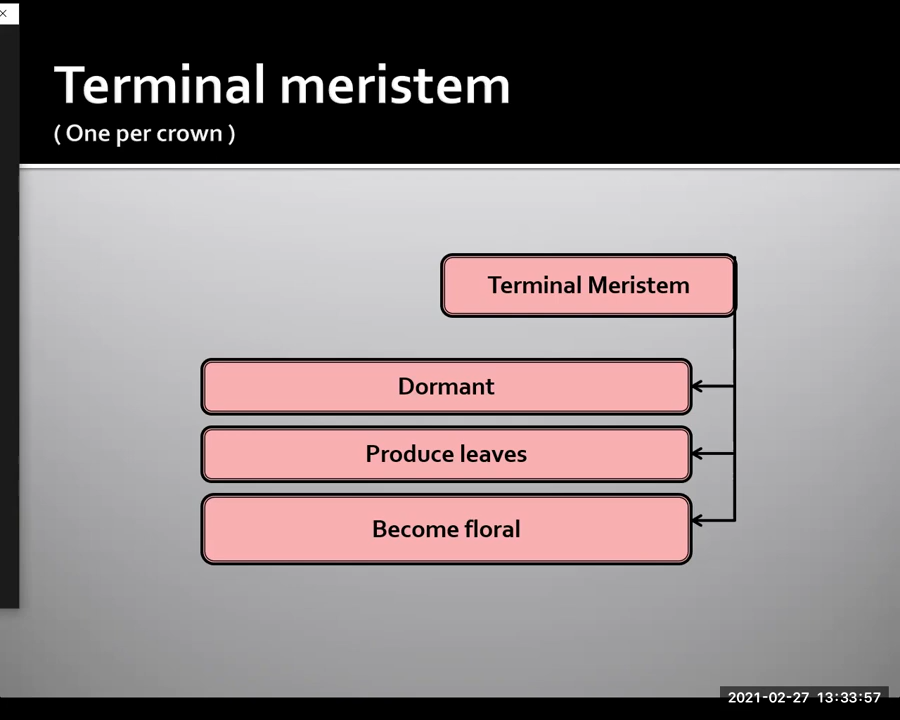 Terminal meristem
( One per crown )
Terminal Meristem
Dormant
Produce leaves
Become floral
2021-02-27 13:33:57